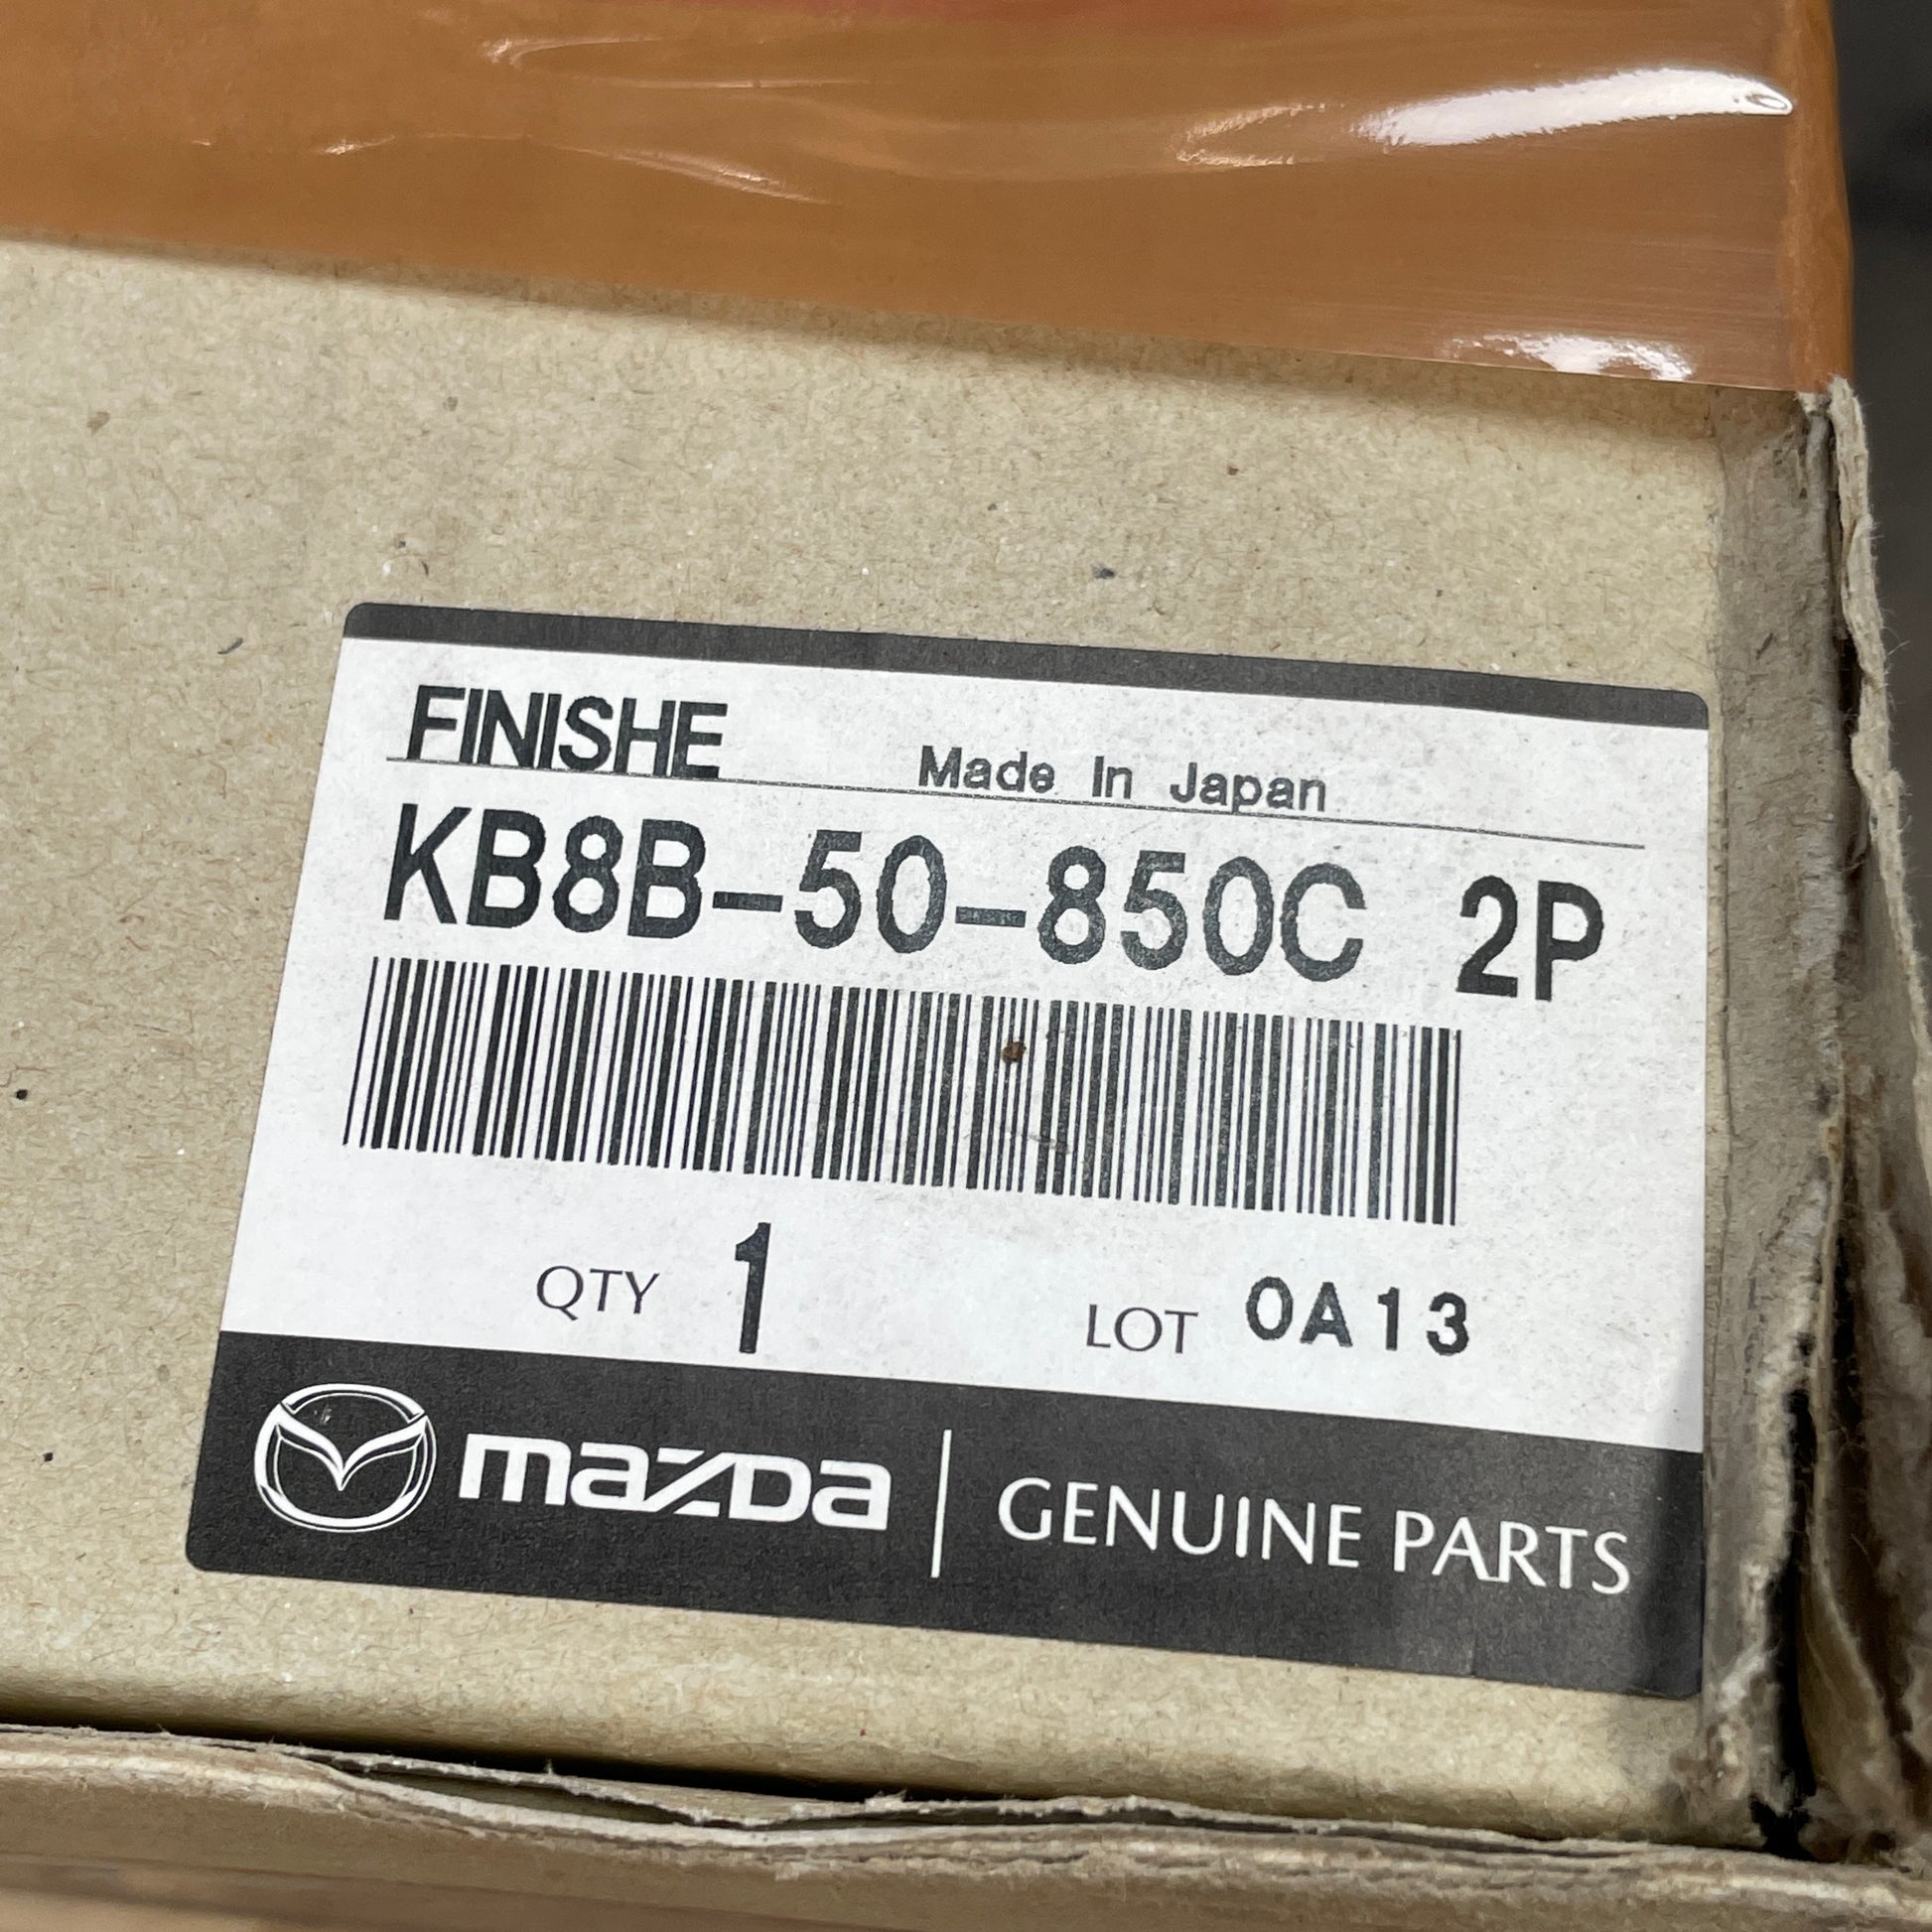 FINISHE Made In Japan
KB8B-50-850C 2P
QTY 1 LOT 0A13
mazda | GENUINE PARTS